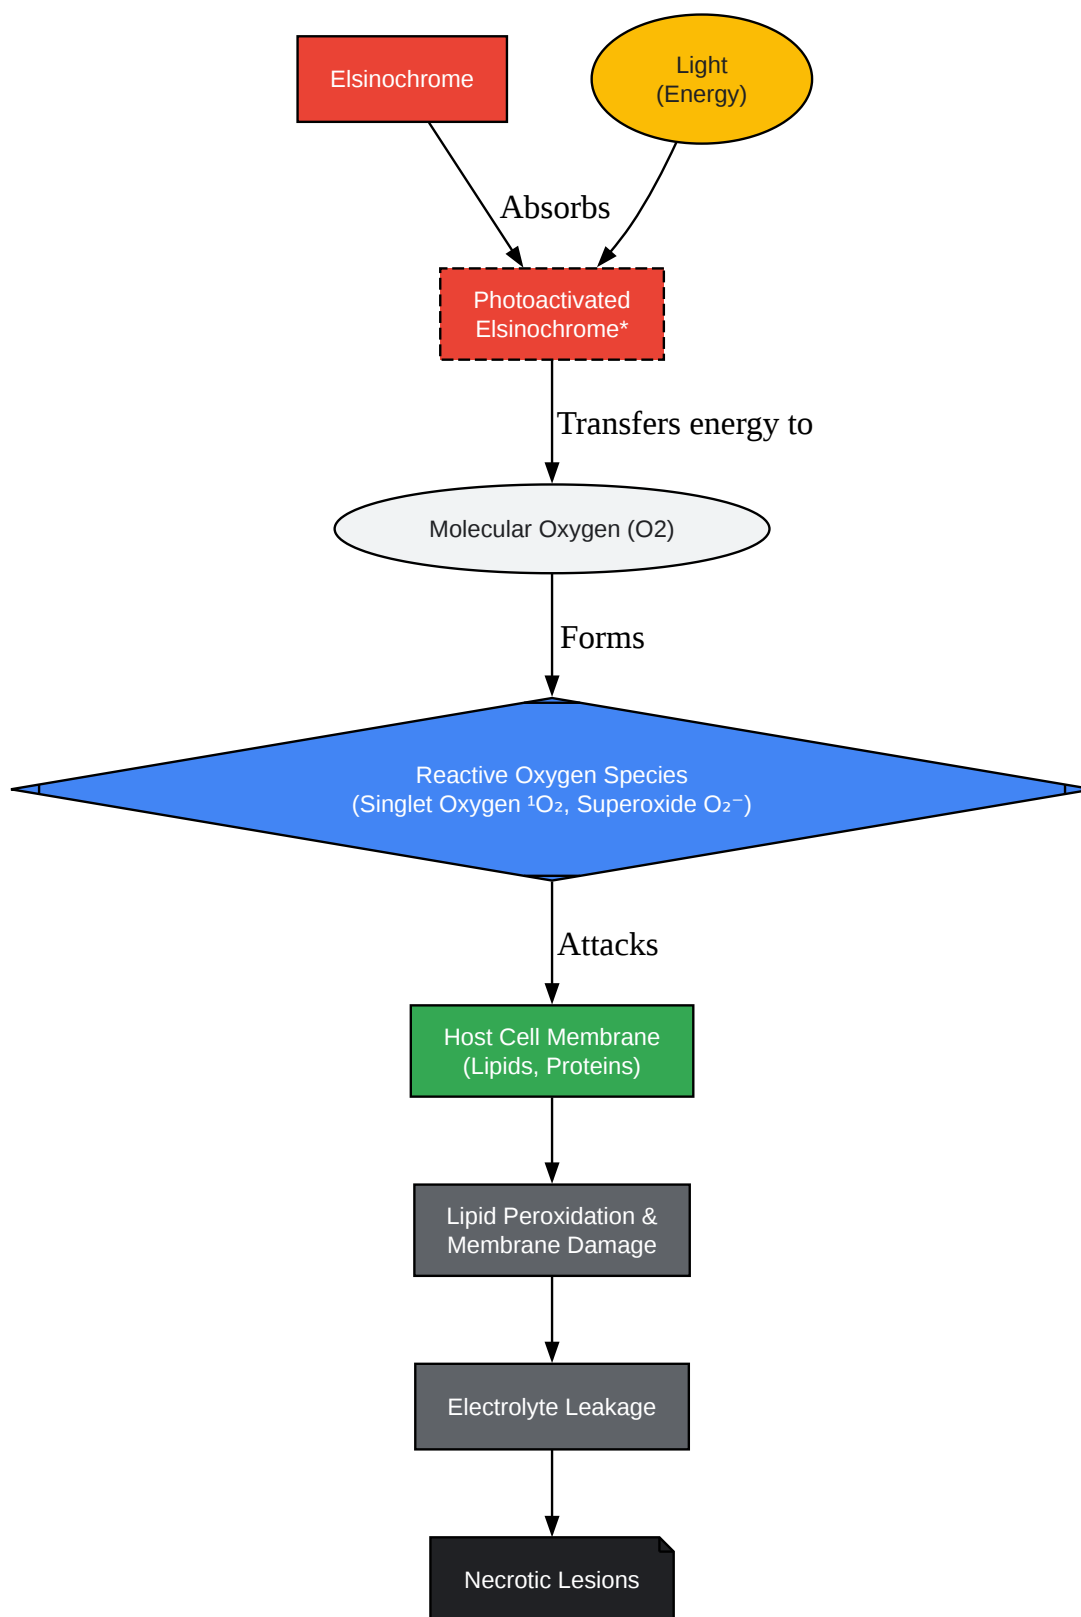 Elsinochrome
Light
(Energy)
Absorbs
Photoactivated
Elsinochrome*
Transfers energy to
Molecular Oxygen (O2)
Forms
Reactive Oxygen Species
(Singlet Oxygen ¹O₂, Superoxide O₂⁻)
Attacks
Host Cell Membrane
(Lipids, Proteins)
Lipid Peroxidation &
Membrane Damage
Electrolyte Leakage
Necrotic Lesions